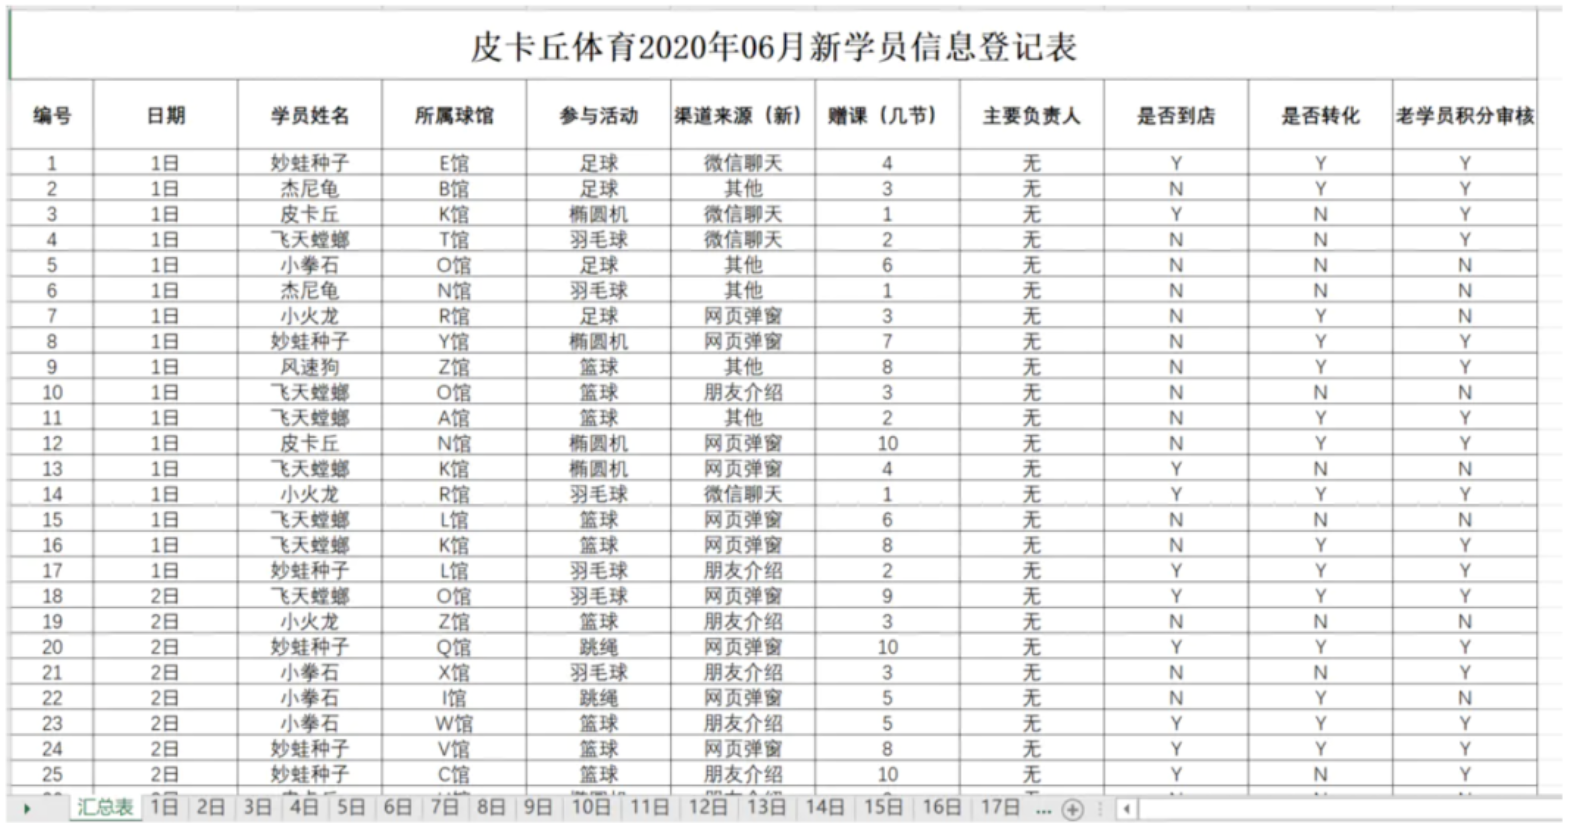 皮卡丘体育2020年06月新学员信息登记表
编号 日期 学员姓名 所属球馆 参与活动 渠道来源（新） 赠课（几节） 主要负责人 是否到店 是否转化 老学员积分审核
1 1日 妙蛙种子 E馆 足球 微信聊天 4 无 Y Y Y
2 1日 杰尼龟 B馆 足球 其他 3 无 N Y Y
3 1日 皮卡丘 K馆 椭圆机 微信聊天 1 无 Y N Y
4 1日 飞天螳螂 T馆 羽毛球 微信聊天 2 无 N N Y
5 1日 小拳石 O馆 足球 其他 6 无 N N N
6 1日 杰尼龟 N馆 羽毛球 其他 1 无 N N N
7 1日 小火龙 R馆 足球 网页弹窗 3 无 N Y N
8 1日 妙蛙种子 Y馆 椭圆机 网页弹窗 7 无 N Y Y
9 1日 风速狗 Z馆 篮球 其他 8 无 N Y Y
10 1日 飞天螳螂 O馆 篮球 朋友介绍 3 无 N N N
11 1日 飞天螳螂 A馆 篮球 其他 2 无 N Y Y
12 1日 皮卡丘 N馆 椭圆机 网页弹窗 10 无 N Y Y
13 1日 飞天螳螂 K馆 椭圆机 网页弹窗 4 无 Y N N
14 1日 小火龙 R馆 羽毛球 微信聊天 1 无 Y Y Y
15 1日 飞天螳螂 L馆 篮球 网页弹窗 6 无 N N N
16 1日 飞天螳螂 K馆 篮球 网页弹窗 8 无 N Y Y
17 1日 妙蛙种子 L馆 羽毛球 朋友介绍 2 无 Y Y Y
18 2日 飞天螳螂 O馆 羽毛球 网页弹窗 9 无 Y Y Y
19 2日 小火龙 Z馆 篮球 朋友介绍 3 无 N N N
20 2日 妙蛙种子 Q馆 跳绳 网页弹窗 10 无 Y Y Y
21 2日 小拳石 X馆 羽毛球 朋友介绍 3 无 N N Y
22 2日 小拳石 I馆 跳绳 网页弹窗 5 无 N Y N
23 2日 小拳石 W馆 篮球 朋友介绍 5 无 Y Y Y
24 2日 妙蛙种子 V馆 篮球 网页弹窗 8 无 Y Y Y
25 2日 妙蛙种子 C馆 篮球 朋友介绍 10 无 Y N Y
汇总表 1日 2日 3日 4日 5日 6日 7日 8日 9日 10日 11日 12日 13日 14日 15日 16日 17日 ...